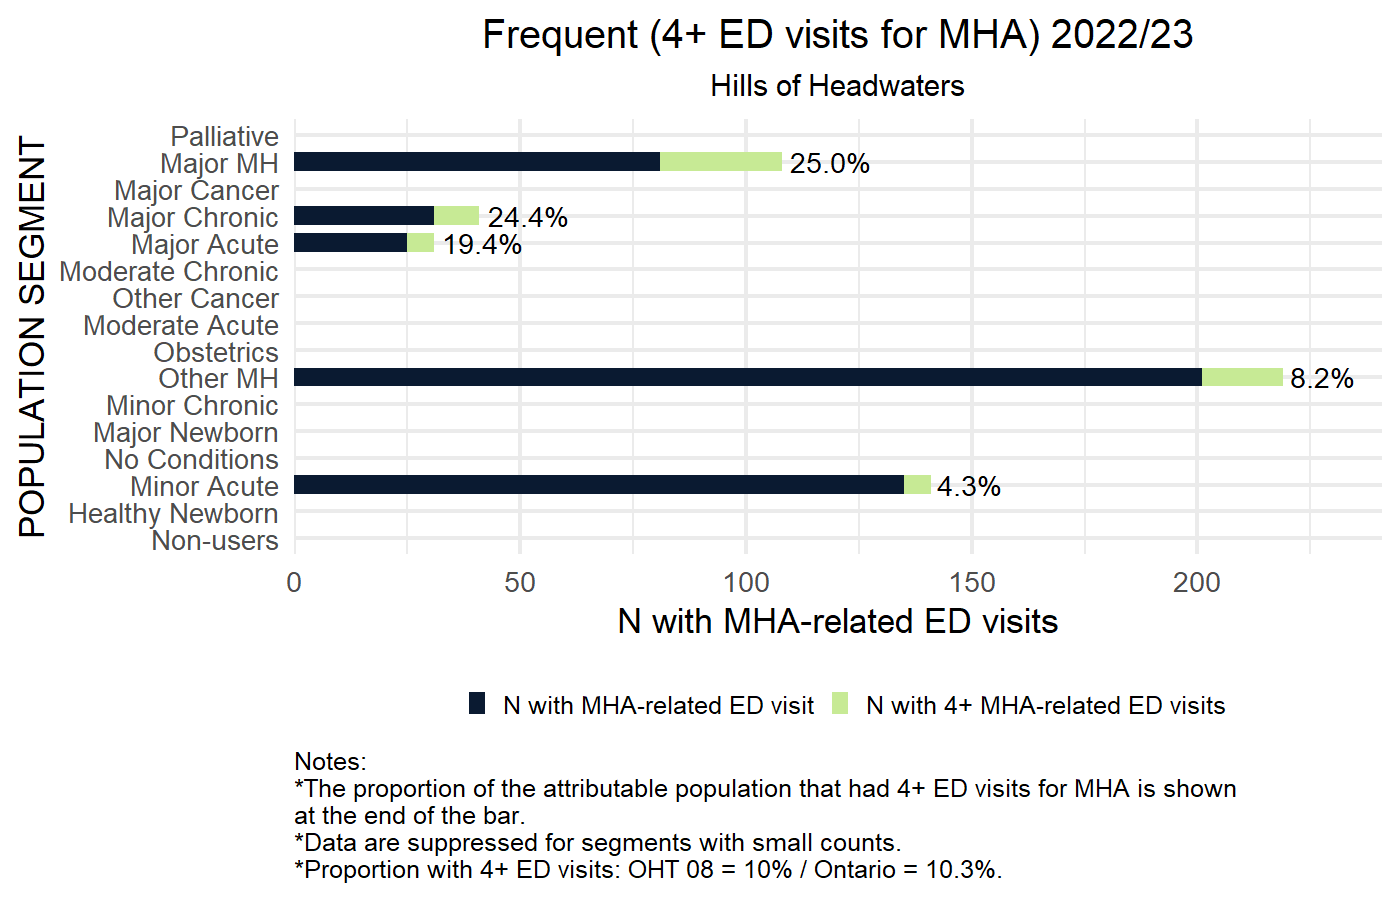 Frequent (4+ ED visits for MHA) 2022/23
Hills of Headwaters
POPULATION SEGMENT
Palliative
Major MH
25.0%
Major Cancer
Major Chronic
24.4%
Major Acute
19.4%
Moderate Chronic
Other Cancer
Moderate Acute
Obstetrics
Other MH
8.2%
Minor Chronic
Major Newborn
No Conditions
Minor Acute
4.3%
Healthy Newborn
Non-users
0 50 100 150 200
N with MHA-related ED visits
N with MHA-related ED visit N with 4+ MHA-related ED visits
Notes:
*The proportion of the attributable population that had 4+ ED visits for MHA is shown
at the end of the bar.
*Data are suppressed for segments with small counts.
*Proportion with 4+ ED visits: OHT 08 = 10% / Ontario = 10.3%.